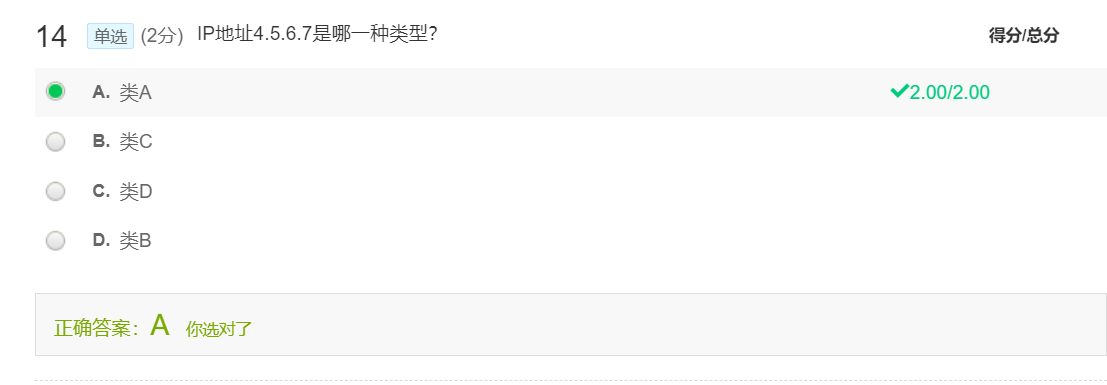 14 单选 (2分) IP地址4.5.6.7是哪一种类型? 得分/总分
A. 类A 2.00/2.00
B. 类C
C. 类D
D. 类B
正确答案：A 你选对了